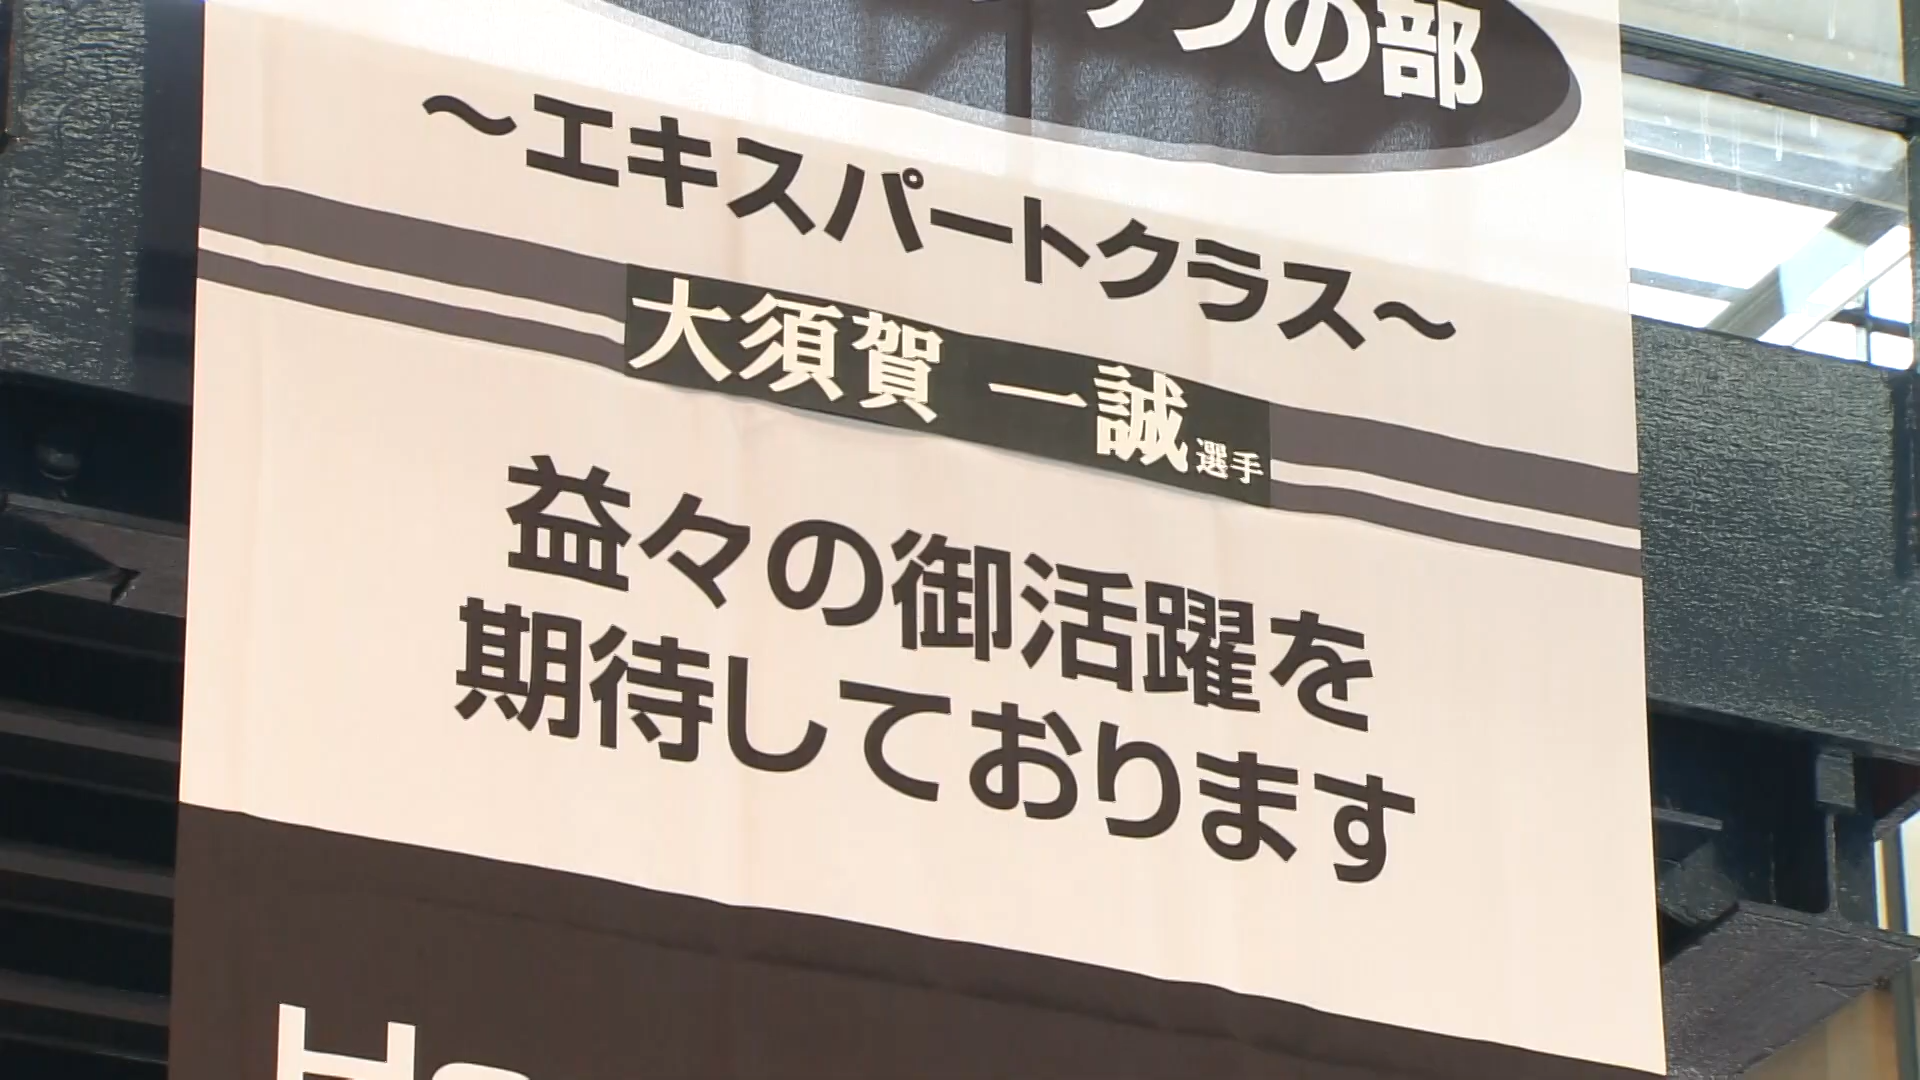 の部
～エキスパートクラス～
大須賀 一誠 選手
益々の御活躍を
期待しております